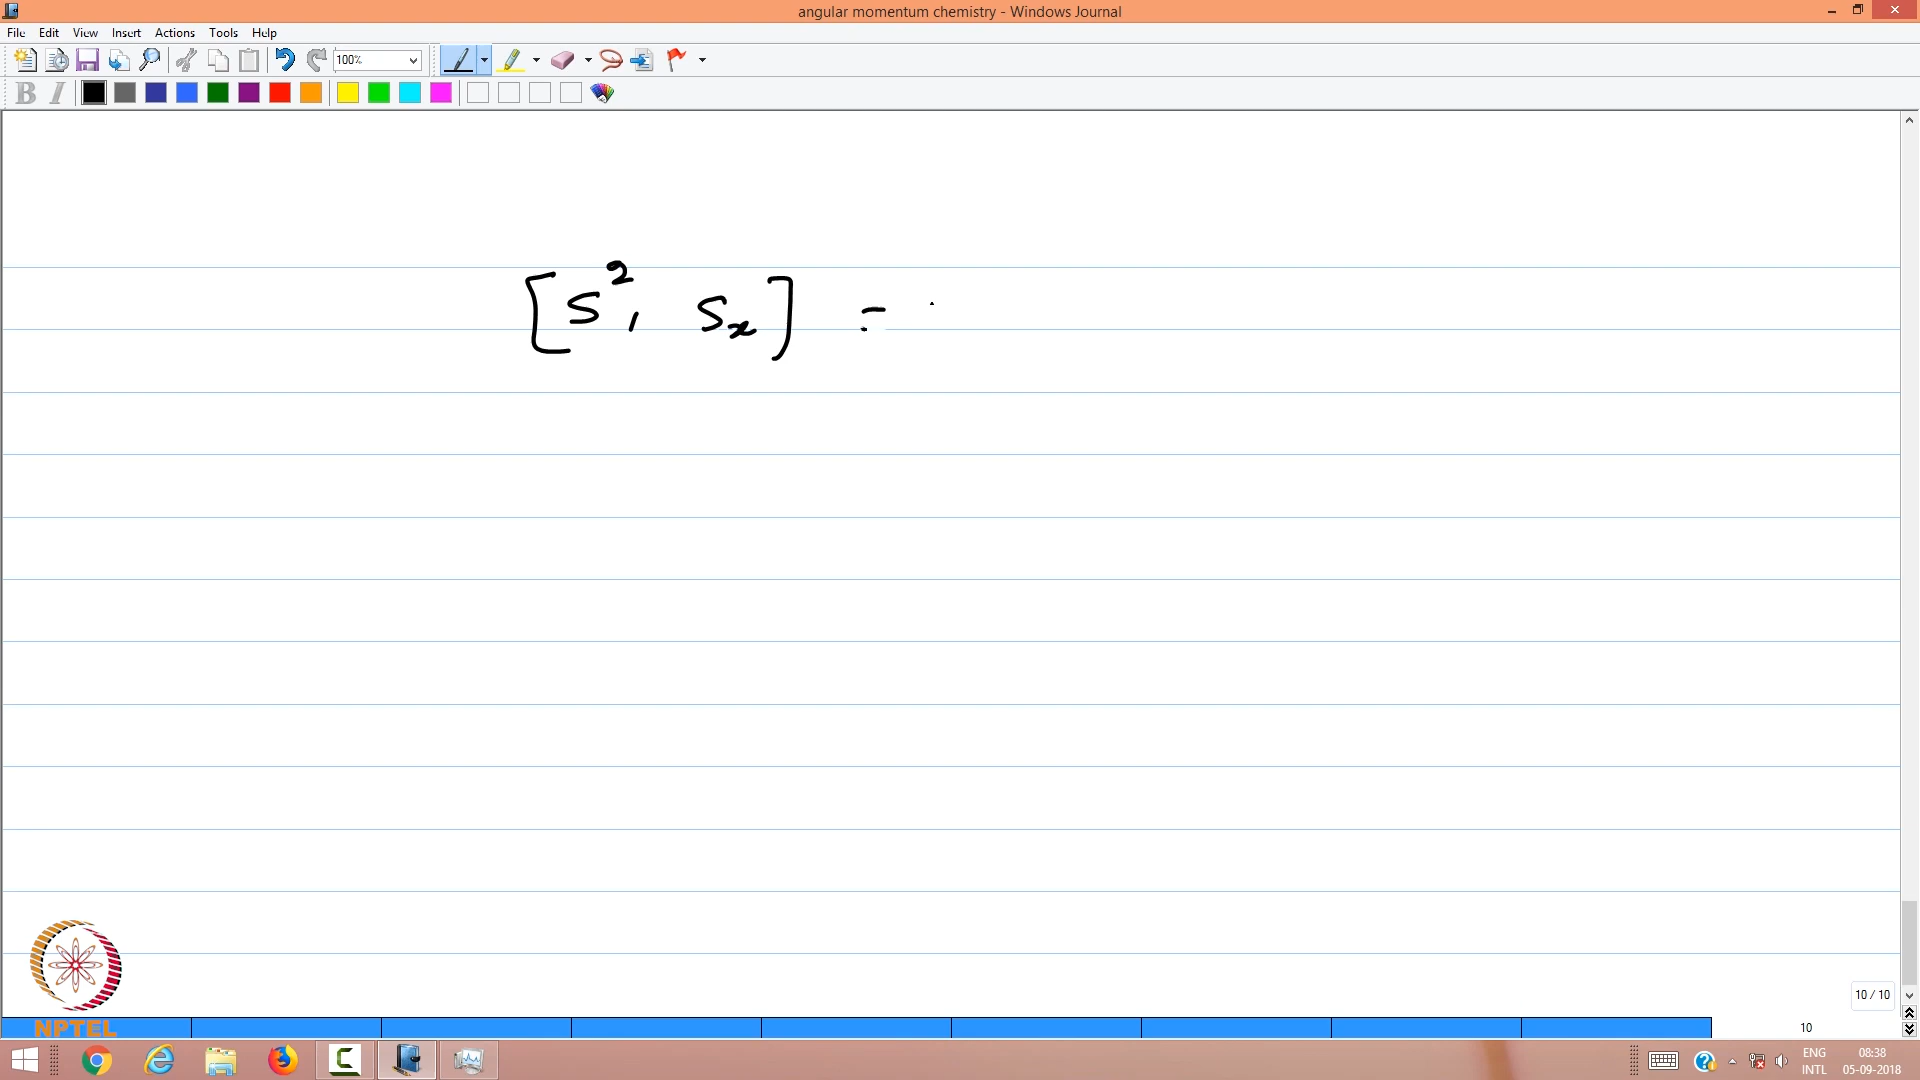 angular momentum chemistry - Windows Journal
File Edit View Insert Actions Tools Help
100%
B I
[S², Sₓ] =
10 / 10
NPTEL
10
ENG 08:38
INTL 05-09-2018